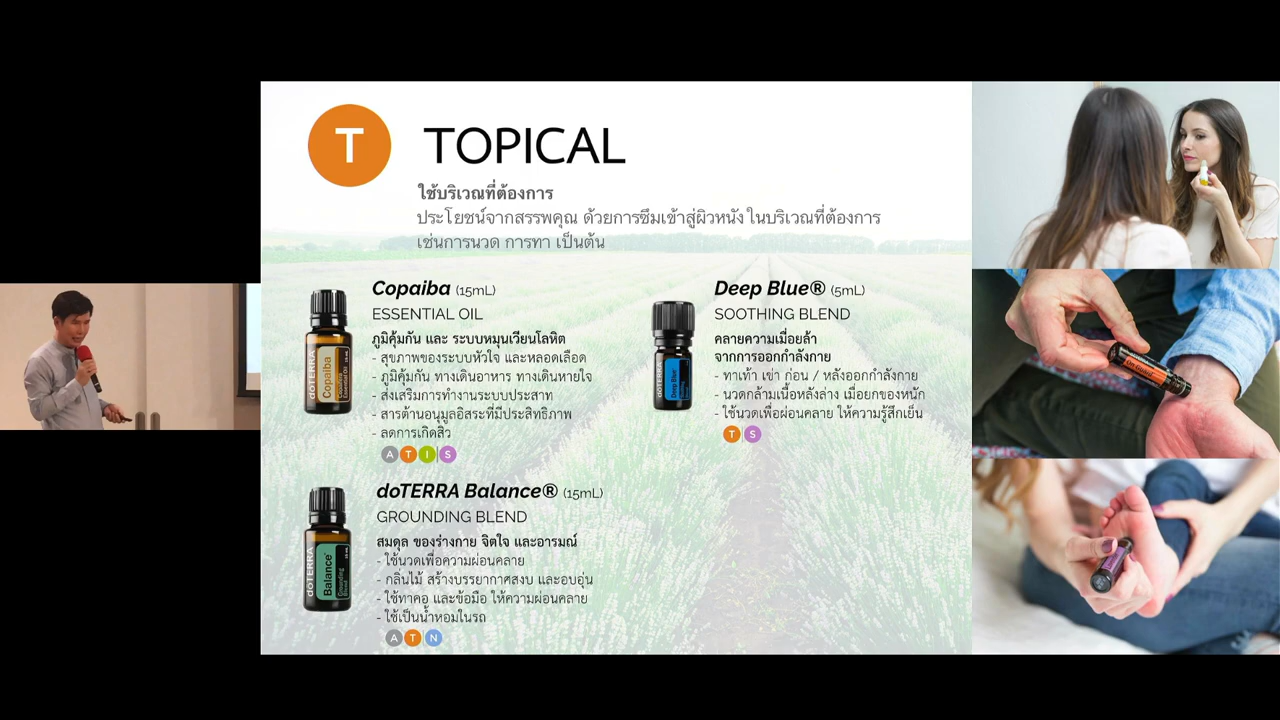 T
TOPICAL
ใช้บริเวณที่ต้องการ
ประโยชน์จากสรรพคุณ ด้วยการซึมเข้าสู่ผิวหนัง ในบริเวณที่ต้องการ
เช่นการนวด การทา เป็นต้น
Copaiba (15mL)
ESSENTIAL OIL
ภูมิคุ้มกัน และ ระบบหมุนเวียนโลหิต
- สุขภาพของระบบหัวใจ และหลอดเลือด
- ภูมิคุ้มกัน ทางเดินอาหาร ทางเดินหายใจ
- ส่งเสริมการทำงานระบบประสาท
- สารต้านอนุมูลอิสระที่มีประสิทธิภาพ
- ลดการเกิดสิว
A T I S
dōTERRA
Copaiba
Essential Oil
Deep Blue® (5mL)
SOOTHING BLEND
คลายความเมื่อยล้า
จากการออกกำลังกาย
- ทาเท้า เข่า ก่อน / หลังออกกำลังกาย
- นวดกล้ามเนื้อหลังล่าง เมื่อยกของหนัก
- ใช้นวดเพื่อผ่อนคลาย ให้ความรู้สึกเย็น
T S
dōTERRA
Deep Blue
doTERRA Balance® (15mL)
GROUNDING BLEND
สมดุล ของร่างกาย จิตใจ และอารมณ์
- ใช้นวดเพื่อความผ่อนคลาย
- กลิ่นไม้ สร้างบรรยากาศสงบ และอบอุ่น
- ใช้ทาคอ และข้อมือ ให้ความผ่อนคลาย
- ใช้เป็นน้ำหอมในรถ
A T N
dōTERRA
Balance
Grounding
Blend
On Guard